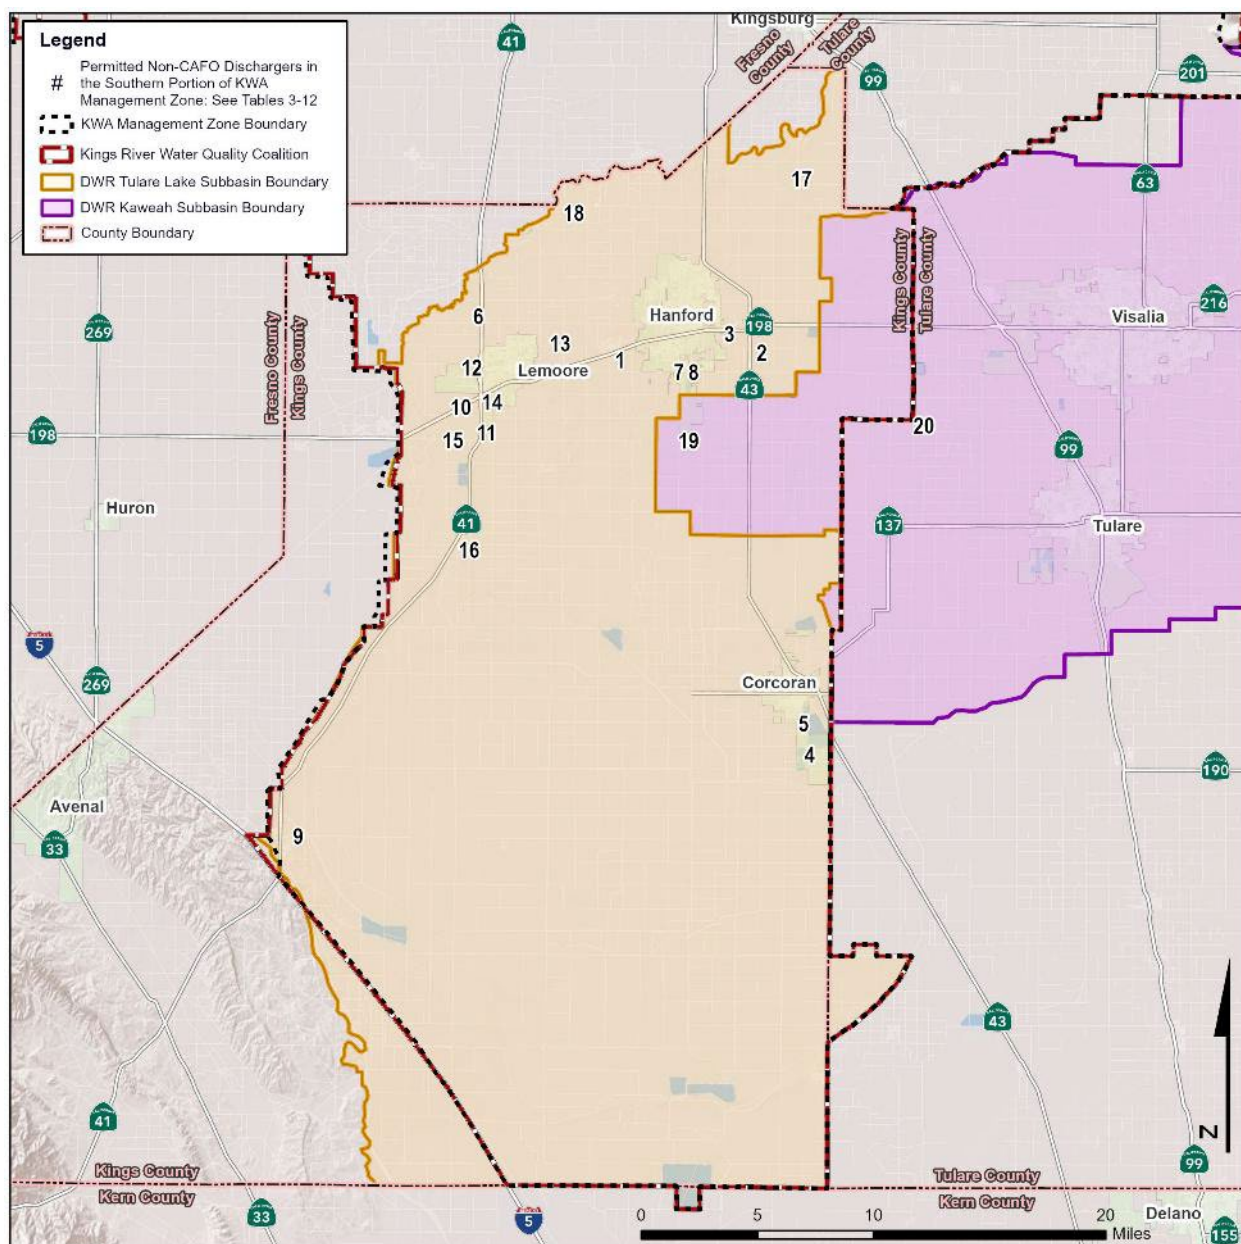 Legend
# Permitted Non-CAFO Dischargers in
the Southern Portion of KWA
Management Zone: See Tables 3-12
KWA Management Zone Boundary
Kings River Water Quality Coalition
DWR Tulare Lake Subbasin Boundary
DWR Kaweah Subbasin Boundary
County Boundary
Kingsburg
41
Fresno
County
Tulare
County
99
201
63
17
18
269
6
Hanford
198
Kings County
Tulare County
216
Visalia
13
3
1
2
12
Lemoore
7 8
43
Fresno County
Kings County
10
14
198
15
11
19
20
99
Huron
41
137
Tulare
16
5
269
Corcoran
5
4
190
Avenal
33
9
43
41
N
99
Kings County
Kern County
Tulare County
Kern County
33
5
0
5
10
20
Miles
Delano
155